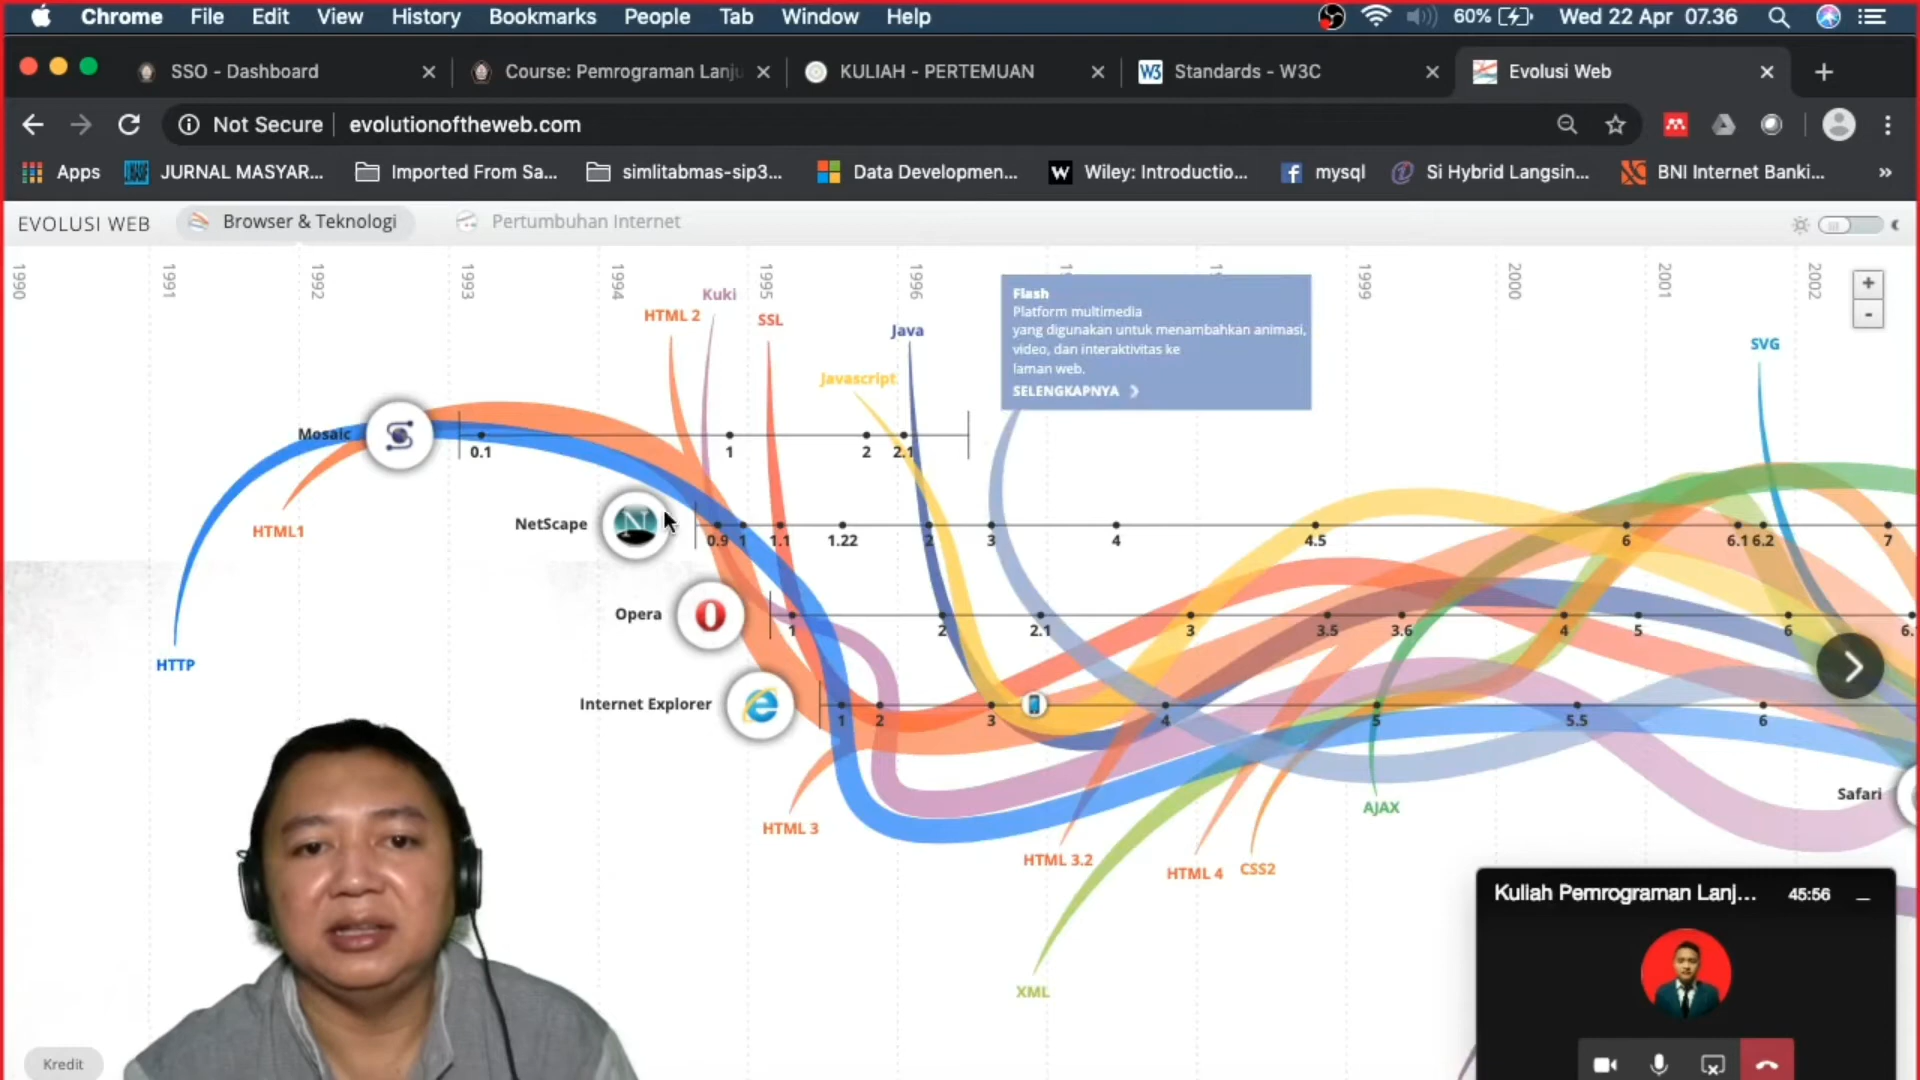 Chrome File Edit View History Bookmarks People Tab Window Help 60% Wed 22 Apr 07.36
SSO - Dashboard
Course: Pemrograman Lanju
KULIAH - PERTEMUAN
W3 Standards - W3C
Evolusi Web
Not Secure evolutionoftheweb.com
Apps
JURNAL MASYAR...
Imported From Sa...
simlitabmas-sip3...
Data Developmen...
W Wiley: Introductio...
mysql
Si Hybrid Langsin...
BNI Internet Banki...
EVOLUSI WEB
Browser & Teknologi
Pertumbuhan Internet
1990
1991
1992
1993
1994
1995
1996
1999
2000
2001
2002
+
-
Flash
Platform multimedia
yang digunakan untuk menambahkan animasi,
video, dan interaktivitas ke
laman web.
SELENGKAPNYA
Kuki
HTML 2
SSL
Java
Javascript
SVG
Mosaic
0.1 1 2 2.1
HTML1
NetScape
0.9 1 1.1 1.22 2 3 4 4.5 6 6.1 6.2 7
Opera
1 2 2.1 3 3.5 3.6 4 5 6 6.
HTTP
Internet Explorer
1 2 3 4 5 5.5 6
Safari
AJAX
HTML 3
HTML 3.2
HTML 4
CSS2
XML
Kuliah Pemrograman Lanj... 45:56
Kredit